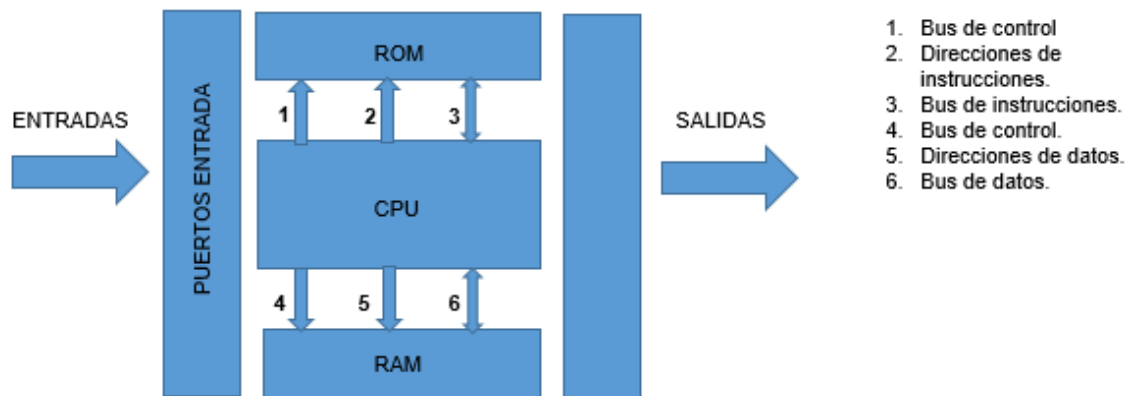 ENTRADAS
PUERTOS ENTRADA
ROM
1 2 3
CPU
4 5 6
RAM
SALIDAS
1. Bus de control
2. Direcciones de
instrucciones.
3. Bus de instrucciones.
4. Bus de control.
5. Direcciones de datos.
6. Bus de datos.